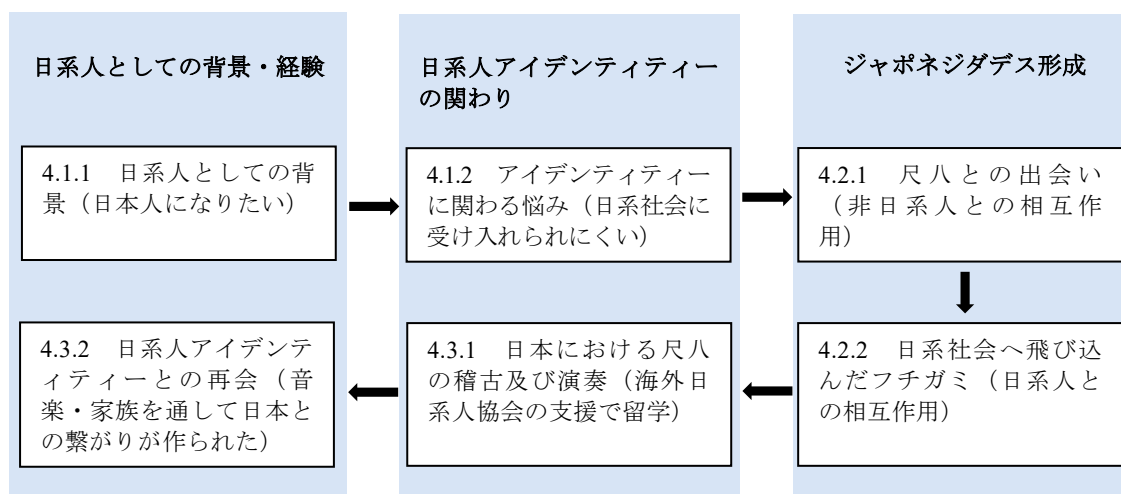 日系人としての背景・経験
4.1.1 日系人としての背
景（日本人になりたい）
4.3.2 日系人アイデンテ
ィティーとの再会（音
楽・家族を通して日本と
の繋がりが作られた）
日系人アイデンティティー
の関わり
4.1.2 アイデンティティー
に関わる悩み（日系社会に
受け入れられにくい）
4.3.1 日本における尺八
の稽古及び演奏（海外日
系人協会の支援で留学）
ジャポネジダデス形成
4.2.1 尺八との出会い
（非日系人との相互作
用）
4.2.2 日系社会へ飛び込
んだフチガミ（日系人と
の相互作用）